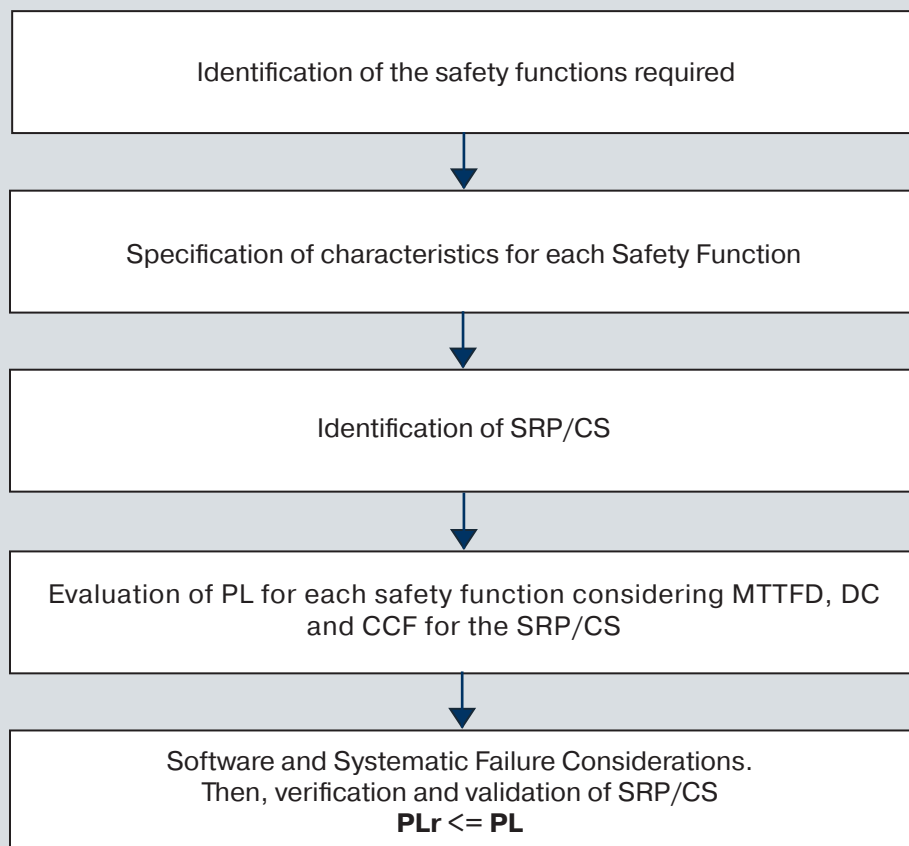 Identification of the safety functions required
Specification of characteristics for each Safety Function
Identification of SRP/CS
Evaluation of PL for each safety function considering MTTFD, DC
and CCF for the SRP/CS
Software and Systematic Failure Considerations.
Then, verification and validation of SRP/CS
PLr <= PL